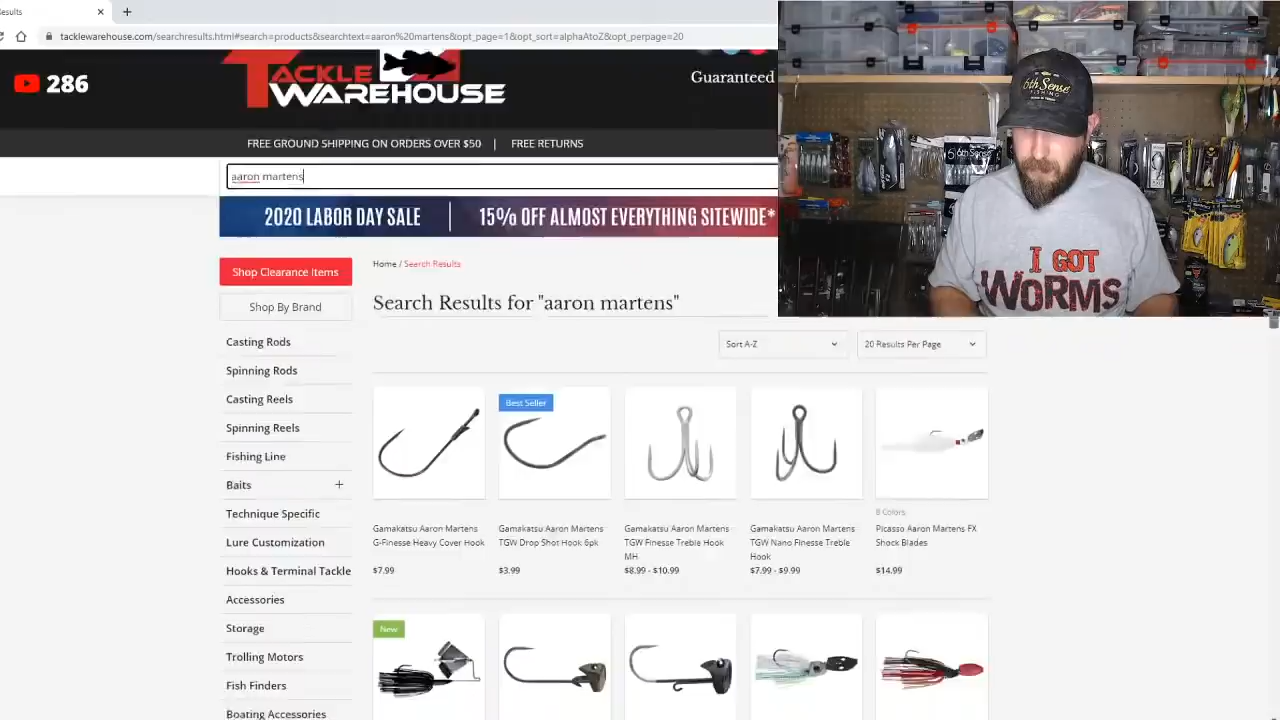 esults
tacklewarehouse.com/searchresults.html#search=products&searchtext=aaron%20martens&opt_page=1&opt_sort=alphaAtoZ&opt_perpage=20
286
TACKLE
WAREHOUSE
Guaranteed
FREE GROUND SHIPPING ON ORDERS OVER $50 | FREE RETURNS
aaron martens
2020 LABOR DAY SALE | 15% OFF ALMOST EVERYTHING SITEWIDE*
6th Sense
FISHING
6th Sense
I GOT
WORMS
Shop Clearance Items
Shop By Brand
Casting Rods
Spinning Rods
Casting Reels
Spinning Reels
Fishing Line
Baits +
Technique Specific
Lure Customization
Hooks & Terminal Tackle
Accessories
Storage
Trolling Motors
Fish Finders
Boating Accessories
Home / Search Results
Search Results for "aaron martens"
Sort A-Z
20 Results Per Page
Gamakatsu Aaron Martens
G-Finesse Heavy Cover Hook
$7.99
Best Seller
Gamakatsu Aaron Martens
TGW Drop Shot Hook 6pk
$3.99
Gamakatsu Aaron Martens
TGW Finesse Treble Hook
MH
$8.99 - $10.99
Gamakatsu Aaron Martens
TGW Nano Finesse Treble
Hook
$7.99 - $9.99
8 Colors
Picasso Aaron Martens FX
Shock Blades
$14.99
New